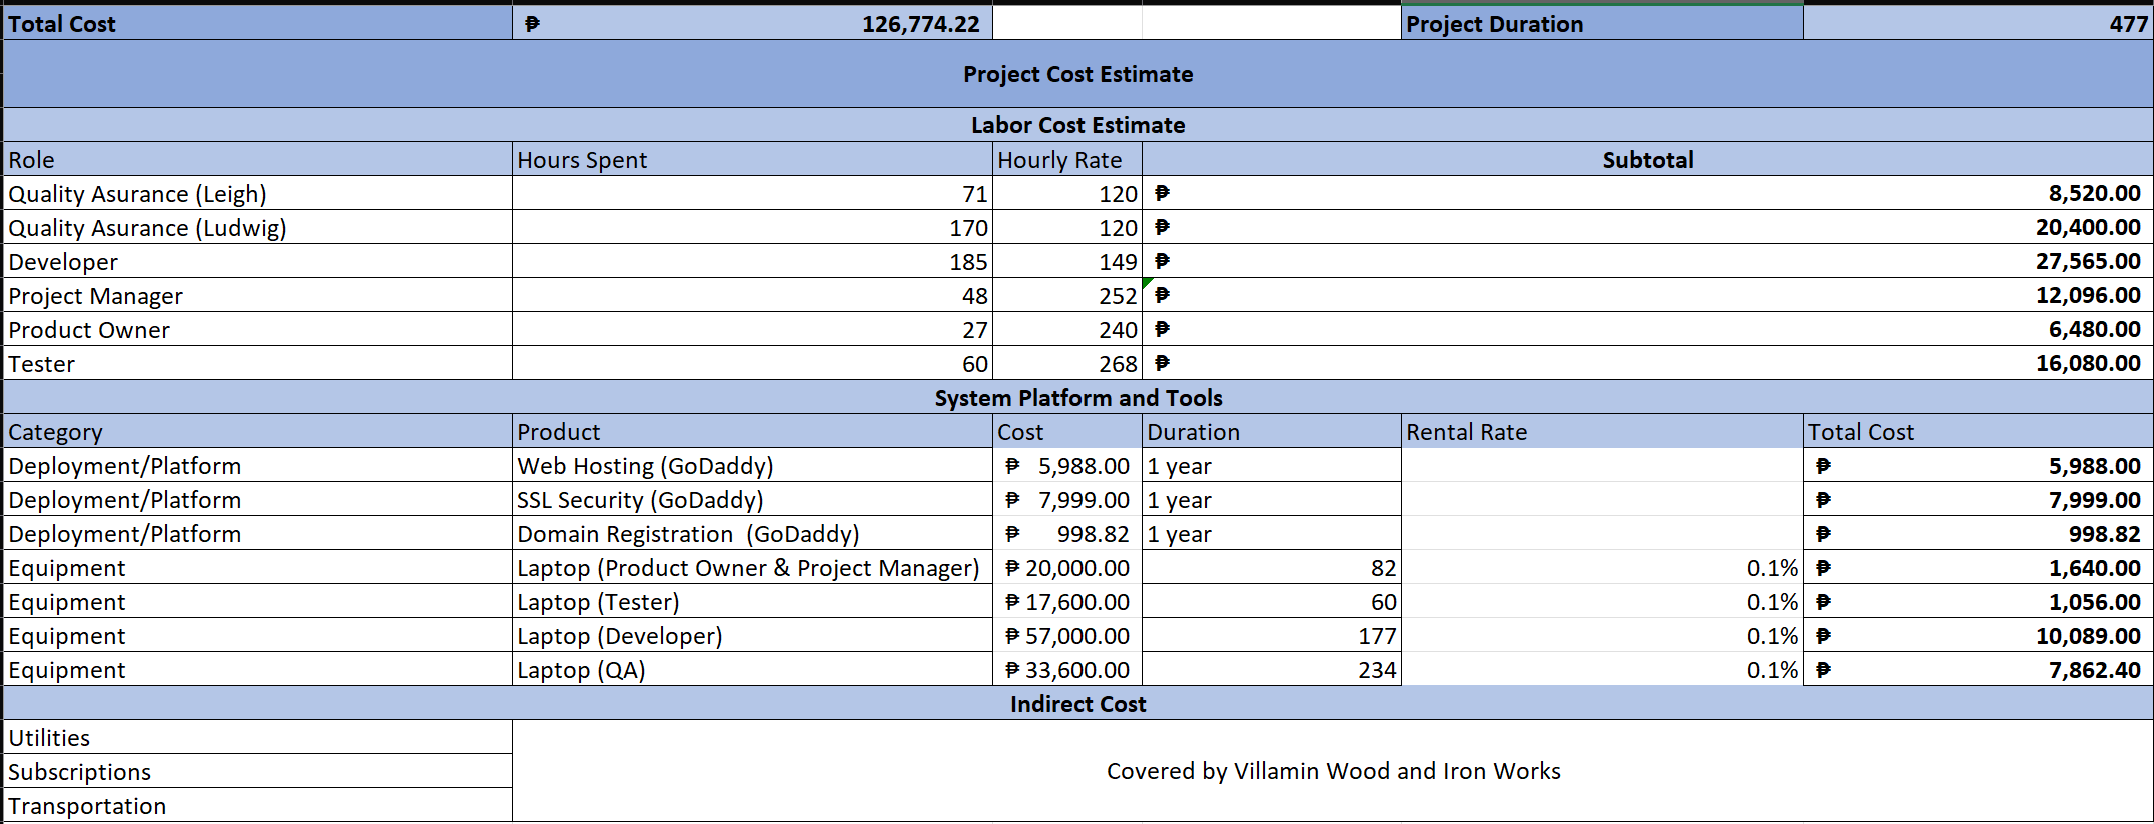 Total Cost ₱ 126,774.22 Project Duration 477
Project Cost Estimate
Labor Cost Estimate
Role Hours Spent Hourly Rate Subtotal
Quality Asurance (Leigh) 71 120 ₱ 8,520.00
Quality Asurance (Ludwig) 170 120 ₱ 20,400.00
Developer 185 149 ₱ 27,565.00
Project Manager 48 252 ₱ 12,096.00
Product Owner 27 240 ₱ 6,480.00
Tester 60 268 ₱ 16,080.00
System Platform and Tools
Category Product Cost Duration Rental Rate Total Cost
Deployment/Platform Web Hosting (GoDaddy) ₱ 5,988.00 1 year ₱ 5,988.00
Deployment/Platform SSL Security (GoDaddy) ₱ 7,999.00 1 year ₱ 7,999.00
Deployment/Platform Domain Registration (GoDaddy) ₱ 998.82 1 year ₱ 998.82
Equipment Laptop (Product Owner & Project Manager) ₱ 20,000.00 82 0.1% ₱ 1,640.00
Equipment Laptop (Tester) ₱ 17,600.00 60 0.1% ₱ 1,056.00
Equipment Laptop (Developer) ₱ 57,000.00 177 0.1% ₱ 10,089.00
Equipment Laptop (QA) ₱ 33,600.00 234 0.1% ₱ 7,862.40
Indirect Cost
Utilities
Subscriptions Covered by Villamin Wood and Iron Works
Transportation